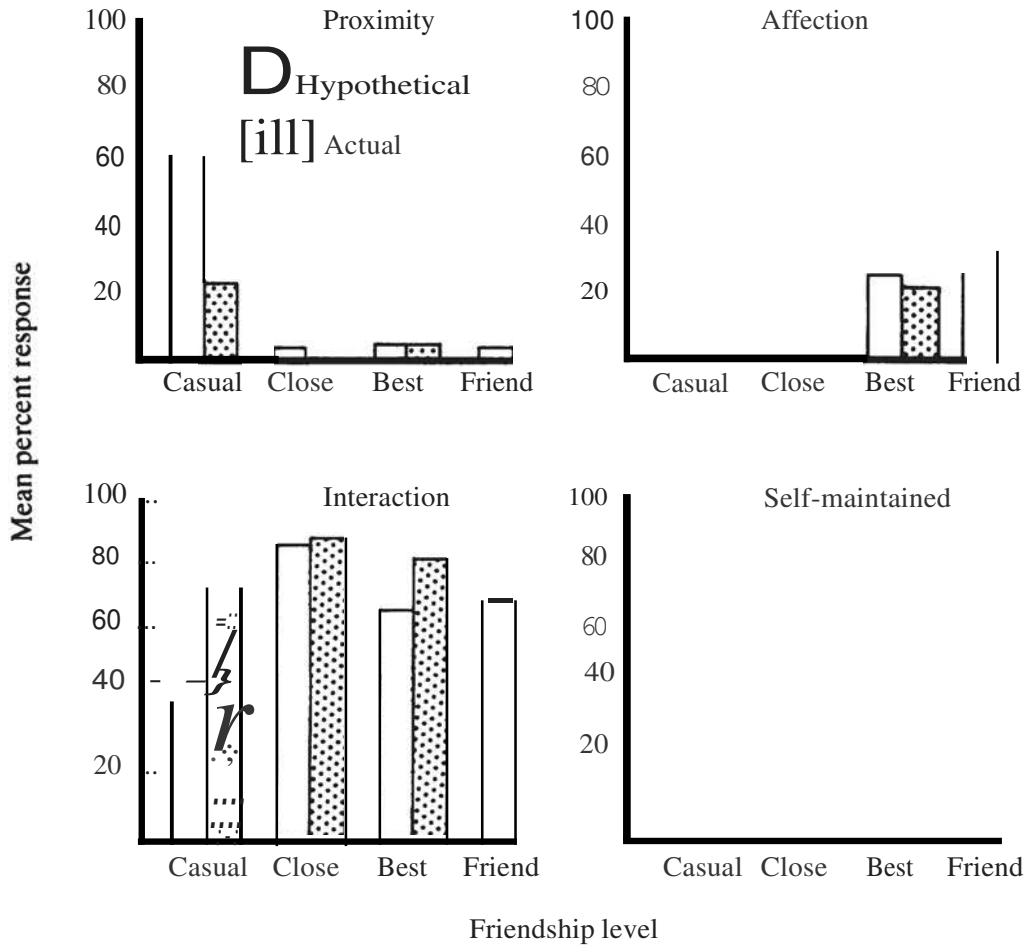 Mean percent response
Proximity
100
80
60
40
20
D Hypothetical
[ill] Actual
Casual Close Best Friend
Affection
100
80
60
40
20
Casual Close Best Friend
Interaction
100
80
60
40
20
Casual Close Best Friend
Self-maintained
100
80
60
40
20
Casual Close Best Friend
Friendship level